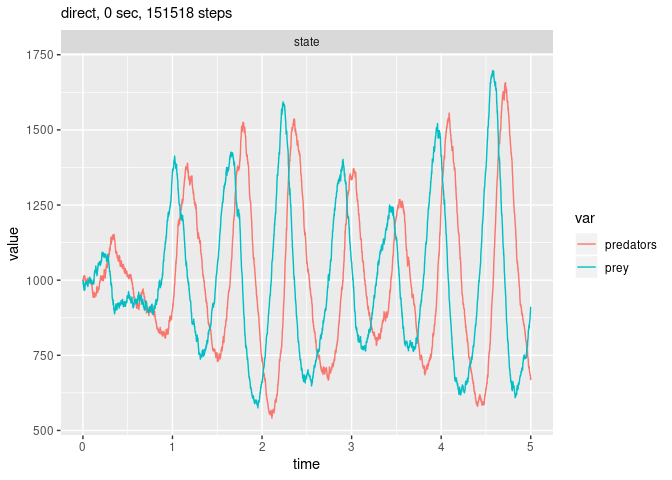 direct, 0 sec, 151518 steps
state
1750
1500
1250
1000
750
500
value
0 1 2 3 4 5
time
var
predators
prey